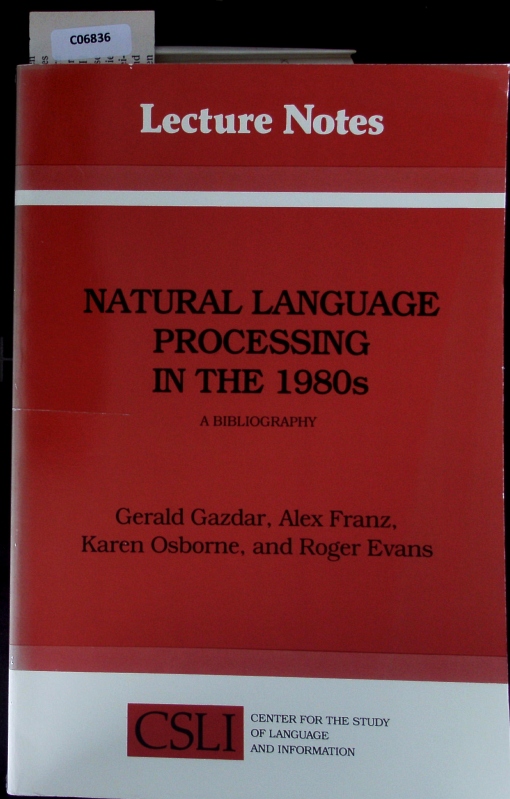 C06836
Lecture Notes
NATURAL LANGUAGE
PROCESSING
IN THE 1980s
A BIBLIOGRAPHY
Gerald Gazdar, Alex Franz,
Karen Osborne, and Roger Evans
CSLI
CENTER FOR THE STUDY
OF LANGUAGE
AND INFORMATION